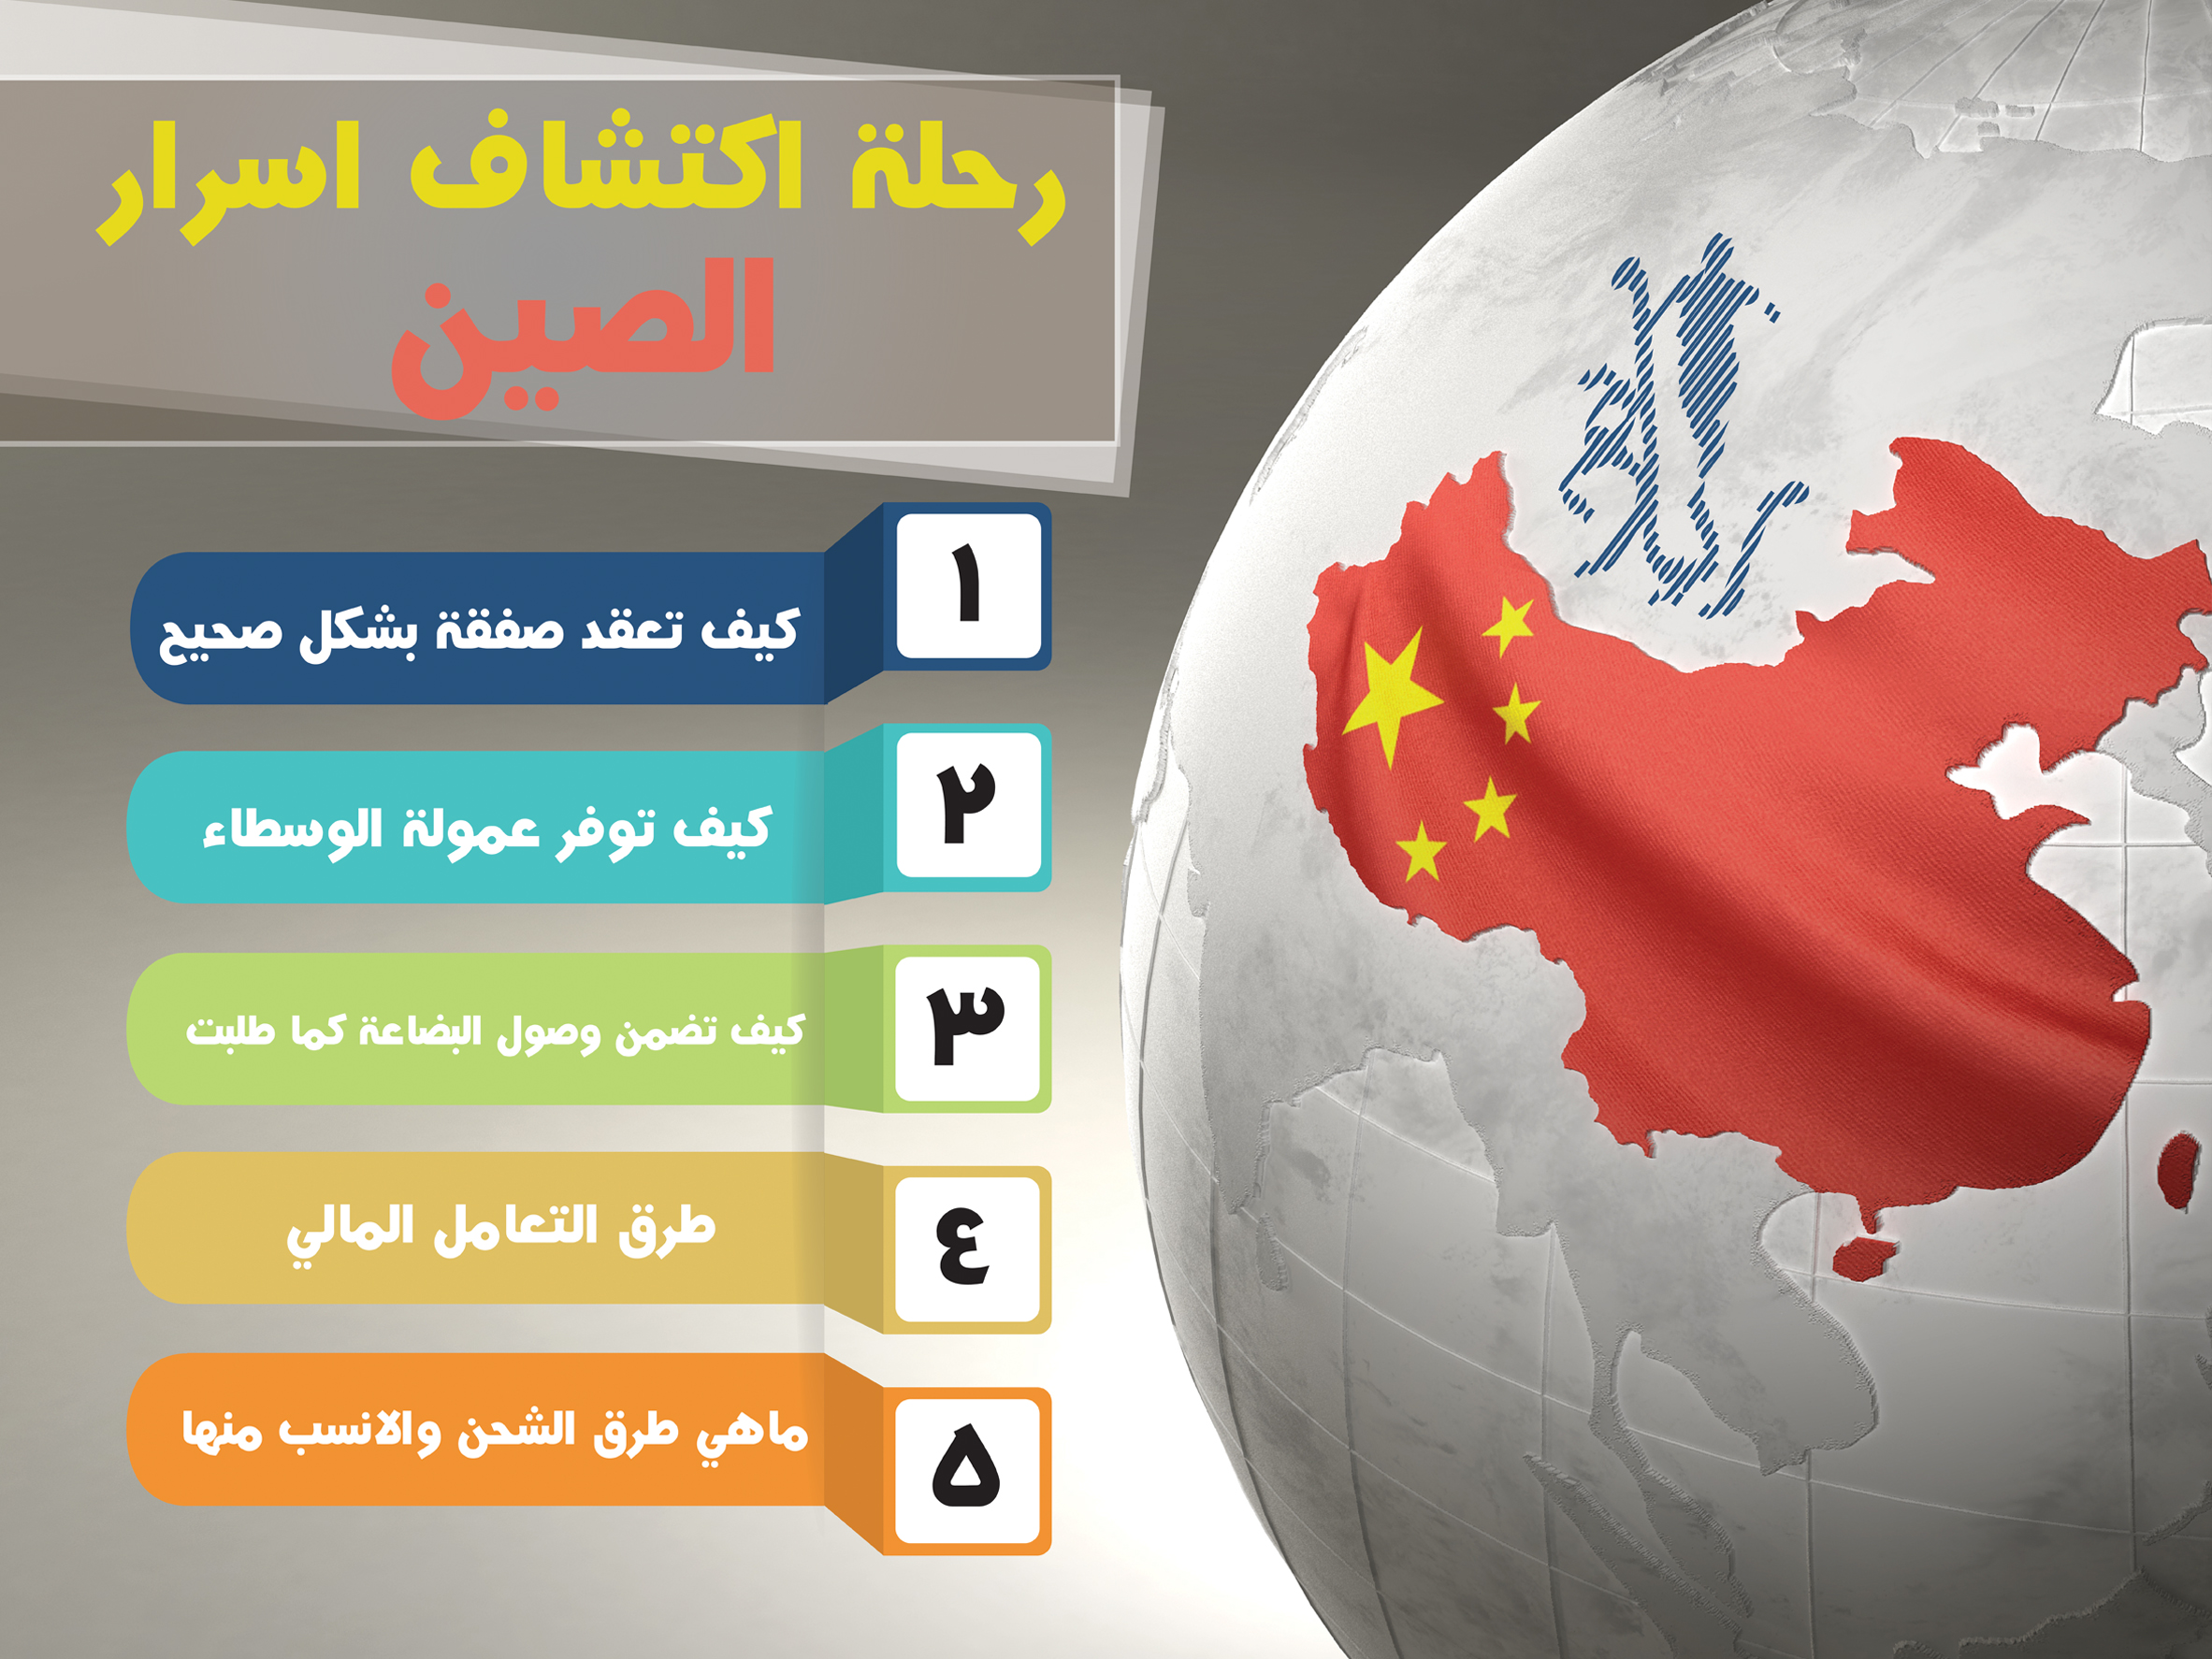 رحلة اكتشاف اسرار
الصين
١
كيف تعقد صفقة بشكل صحيح
٢
كيف توفر عمولة الوسطاء
٣
كيف تضمن وصول البضاعة كما طلبت
٤
طرق التعامل المالي
۵
ماهي طرق الشحن والانسب منها